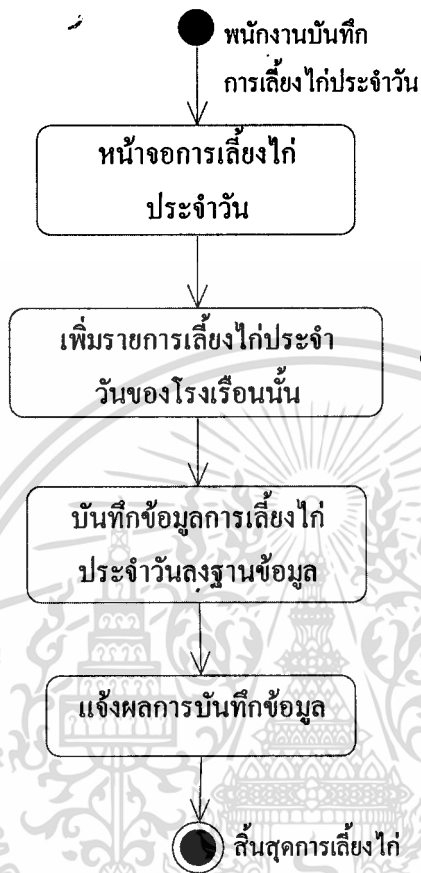 พนักงานบันทึก
การเลี้ยงไก่ประจำวัน
หน้าจอการเลี้ยงไก่
ประจำวัน
เพิ่มรายการเลี้ยงไก่ประจำ
วันของโรงเรือนนั้น
บันทึกข้อมูลการเลี้ยงไก่
ประจำวันลงฐานข้อมูล
แจ้งผลการบันทึกข้อมูล
สิ้นสุดการเลี้ยงไก่